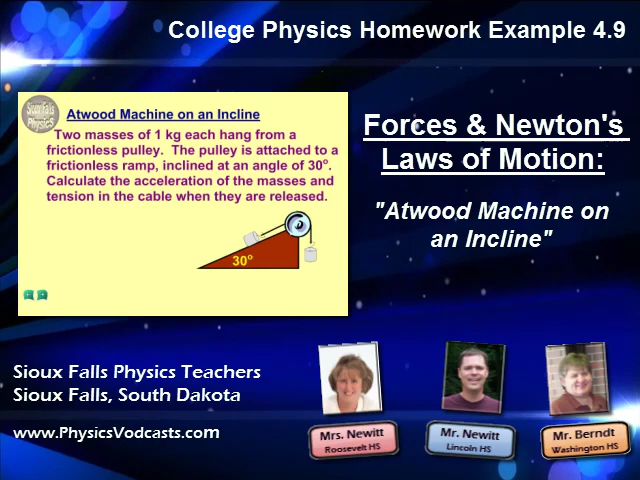 College Physics Homework Example 4.9
Sioux Falls
PhysicS
Atwood Machine on an Incline
Two masses of 1 kg each hang from a
frictionless pulley. The pulley is attached to a
frictionless ramp, inclined at an angle of 30°.
Calculate the acceleration of the masses and
tension in the cable when they are released.
30°
Forces & Newton's
Laws of Motion:
"Atwood Machine on
an Incline"
Sioux Falls Physics Teachers
Sioux Falls, South Dakota
www.PhysicsVodcasts.com
Mrs. Newitt
Roosevelt HS
Mr. Newitt
Lincoln HS
Mr. Berndt
Washington HS